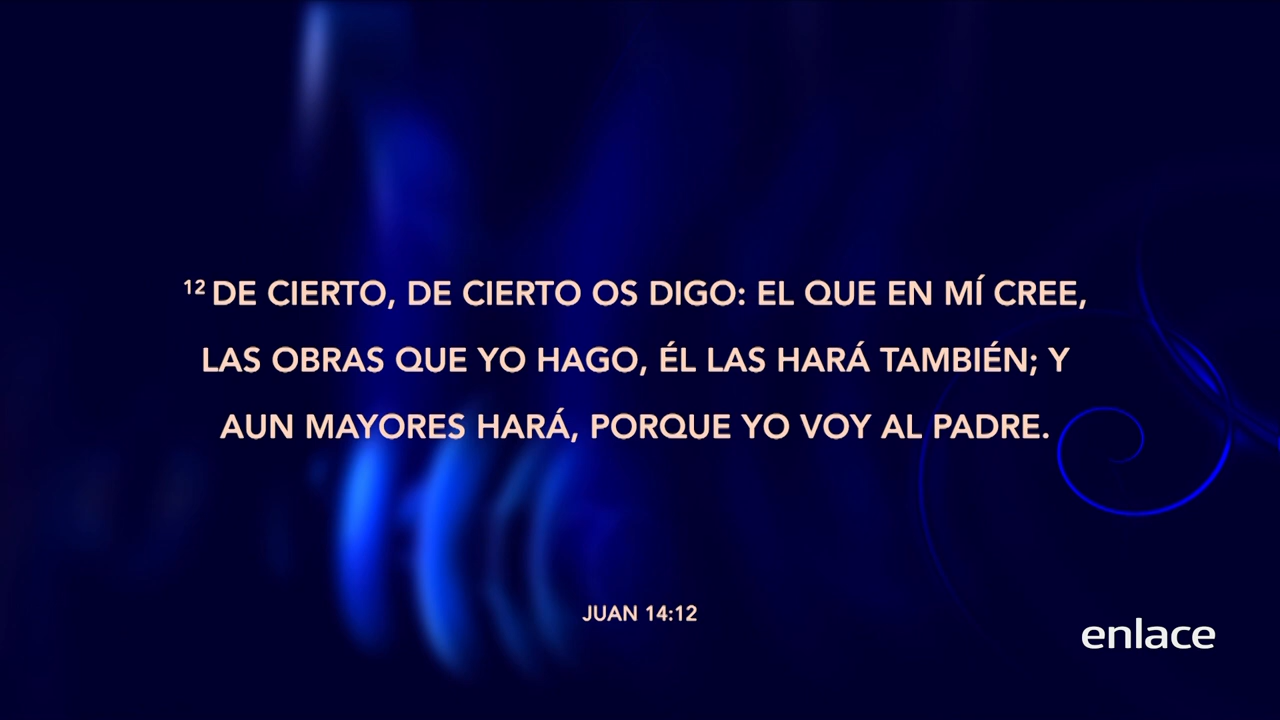 ¹² DE CIERTO, DE CIERTO OS DIGO: EL QUE EN MÍ CREE,
LAS OBRAS QUE YO HAGO, ÉL LAS HARÁ TAMBIÉN; Y
AUN MAYORES HARÁ, PORQUE YO VOY AL PADRE.
JUAN 14:12
enlace